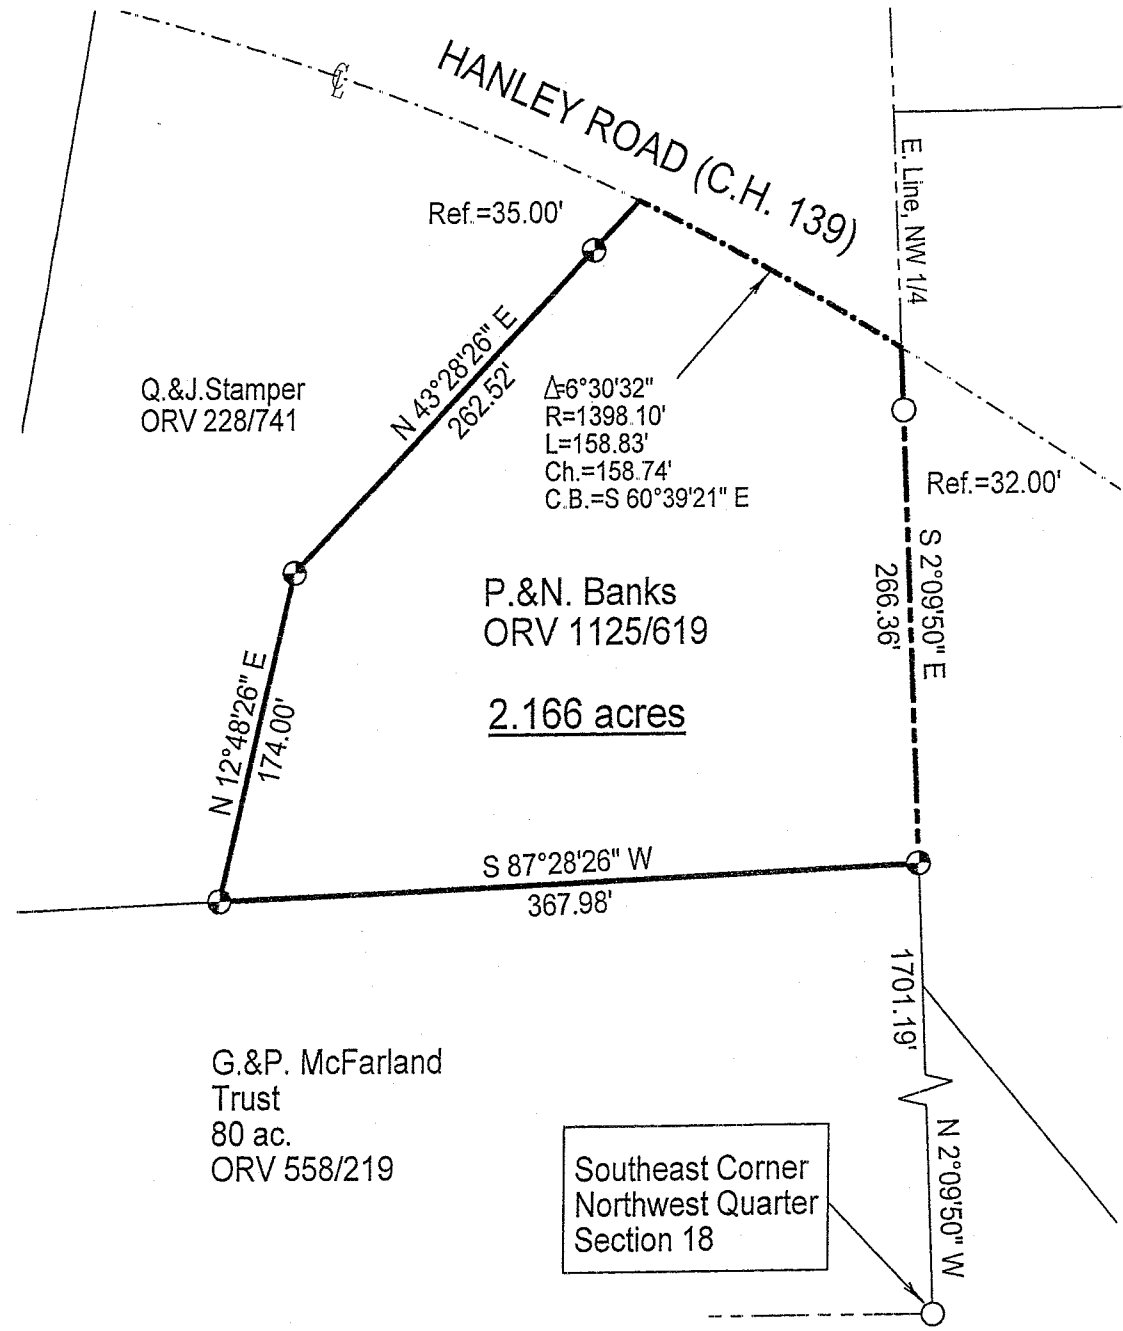 HANLEY ROAD (C.H. 139)
E. Line, NW 1/4
Ref.=35.00'
N 43°28'26" E
262.52'
Q.&J.Stamper
ORV 228/741
Δ=6°30'32"
R=1398.10'
L=158.83'
Ch.=158.74'
C.B.=S 60°39'21" E
Ref.=32.00'
S 2°09'50" E
266.36'
P.&N. Banks
ORV 1125/619
2.166 acres
N 12°48'26" E
174.00'
S 87°28'26" W
367.98'
1701.19'
N 2°09'50" W
G.&P. McFarland
Trust
80 ac.
ORV 558/219
Southeast Corner
Northwest Quarter
Section 18